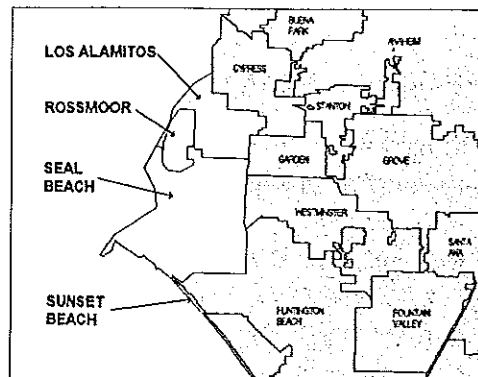 BUENA
PARK
ANAHEIM
LOS ALAMITOS
CYPRESS
ROSSMOOR
STANTON
SEAL
BEACH
GARDEN
GROVE
WESTMINSTER
SANTA
ANA
SUNSET
BEACH
HUNTINGTON
BEACH
FOUNTAIN
VALLEY